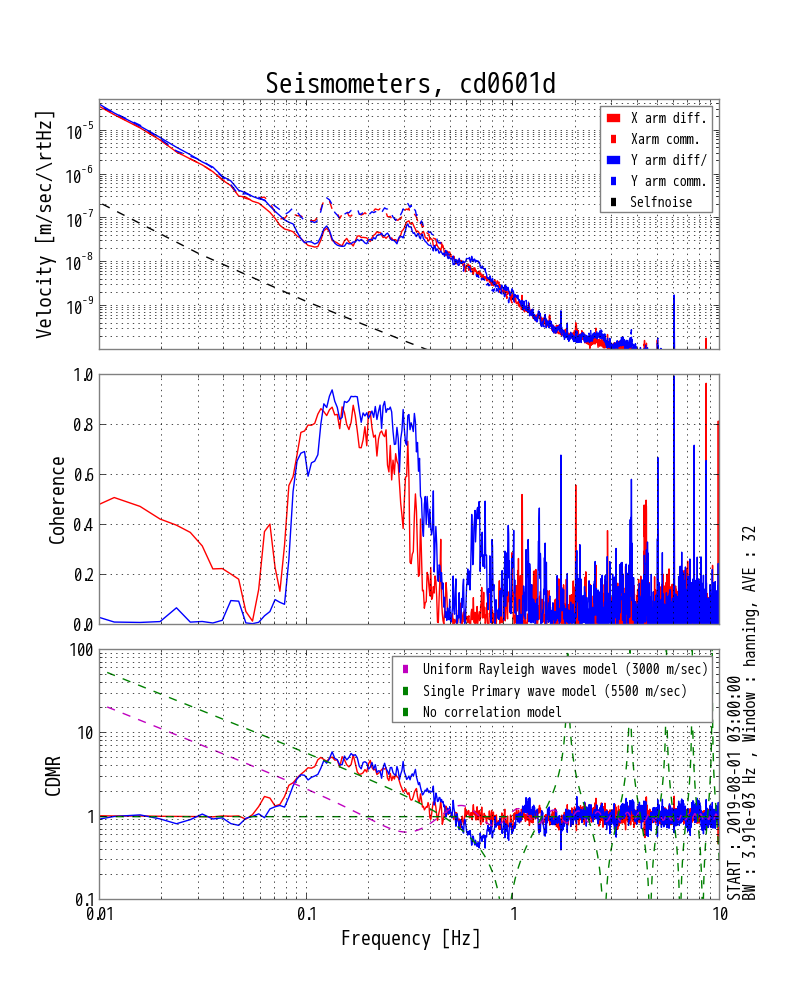 Seismometers, cd0601d
Velocity [m/sec/\rtHz]
10^-5
10^-6
10^-7
10^-8
10^-9
X arm diff.
Xarm comm.
Y arm diff/
Y arm comm.
Selfnoise
Coherence
1.0
0.8
0.6
0.4
0.2
0.0
CDMR
100
10
1
0.1
Uniform Rayleigh waves model (3000 m/sec)
Single Primary wave model (5500 m/sec)
No correlation model
0.01 0.1 1 10
Frequency [Hz]
START : 2019-08-01 03:00:00
BW : 3.91e-03 Hz , Window : hanning, AVE : 32